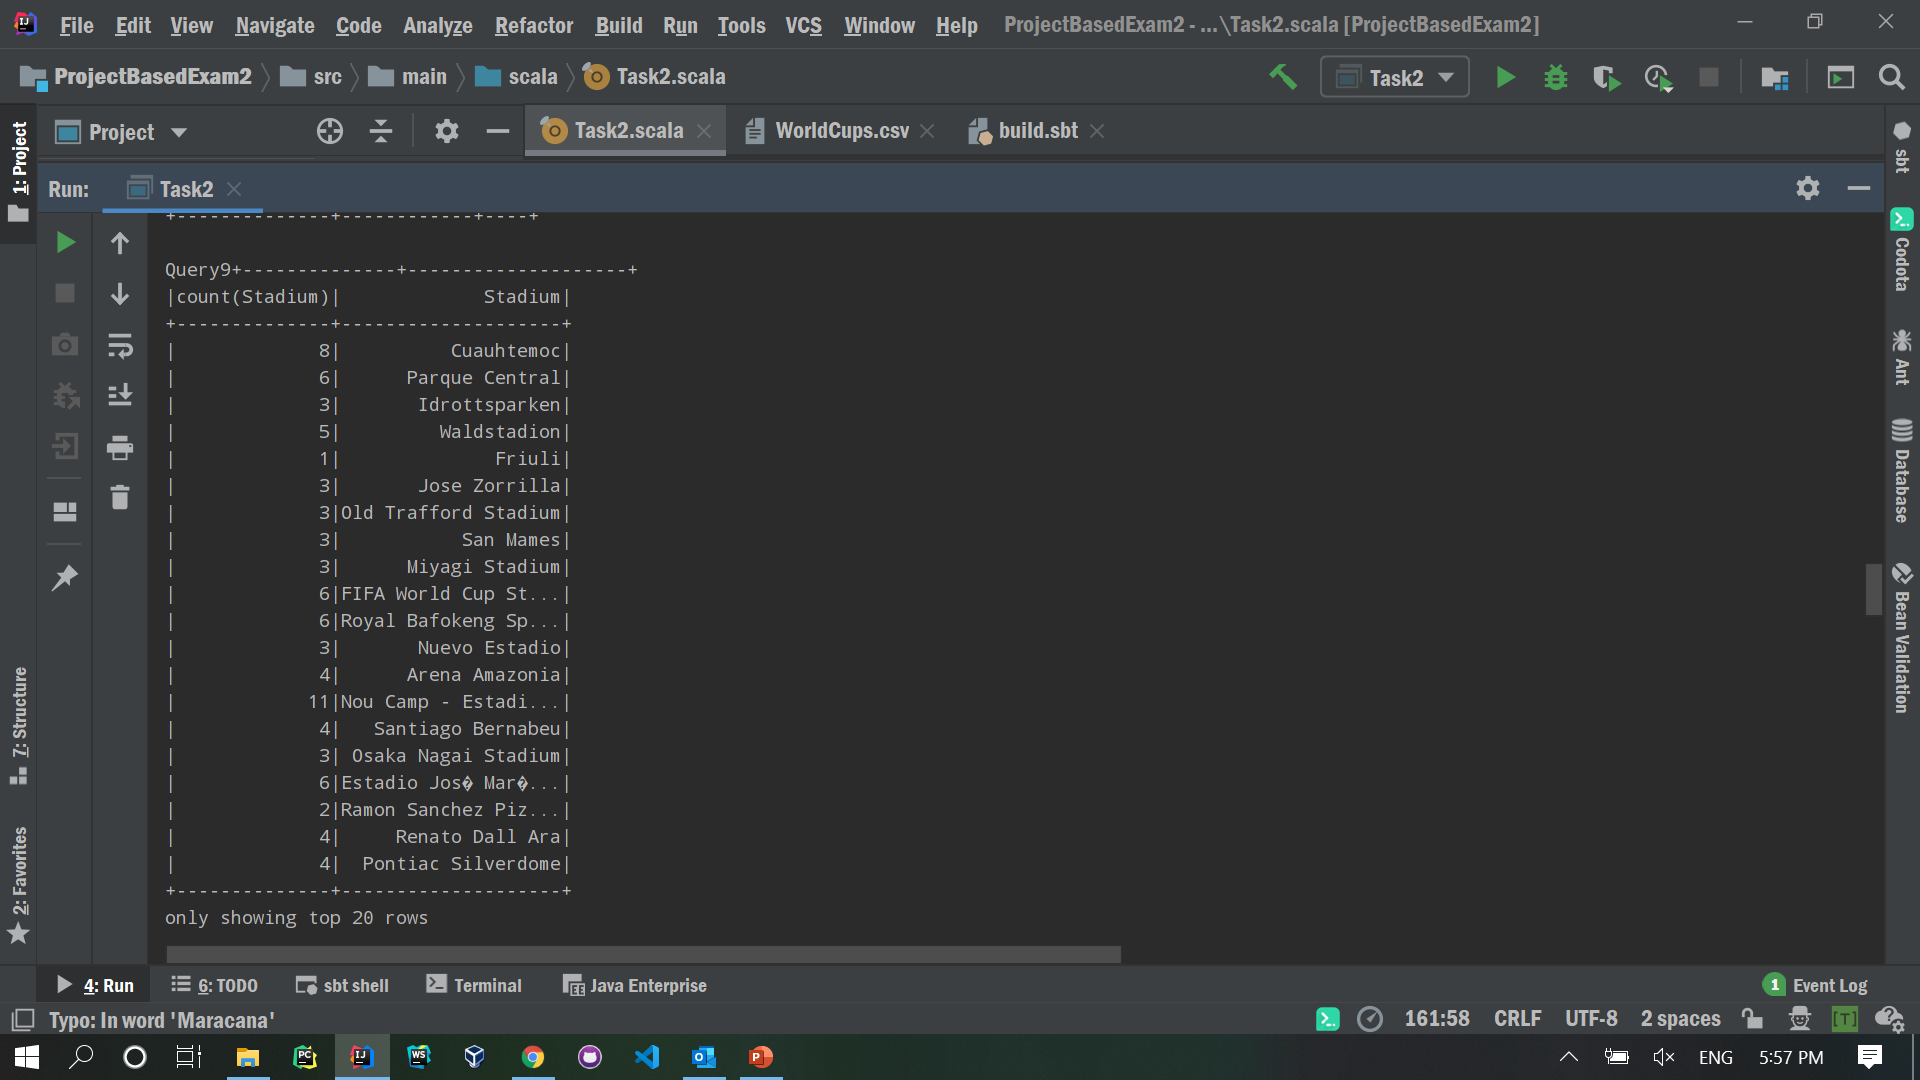 File Edit View Navigate Code Analyze Refactor Build Run Tools VCS Window Help ProjectBasedExam2 - ...\Task2.scala [ProjectBasedExam2]
ProjectBasedExam2 src main scala Task2.scala Task2
1: Project
Project Task2.scala WorldCups.csv build.sbt
sbt
Run: Task2
+--------------+------------+----+
Query9+--------------+--------------------+
|count(Stadium)|             Stadium|
+--------------+--------------------+
|             8|          Cuauhtemoc|
|             6|      Parque Central|
|             3|       Idrottsparken|
|             5|         Waldstadion|
|             1|              Friuli|
|             3|       Jose Zorrilla|
|             3|Old Trafford Stadium|
|             3|           San Mames|
|             3|      Miyagi Stadium|
|             6|FIFA World Cup St...|
|             6|Royal Bafokeng Sp...|
|             3|       Nuevo Estadio|
|             4|      Arena Amazonia|
|            11|Nou Camp - Estadi...|
|             4|   Santiago Bernabeu|
|             3| Osaka Nagai Stadium|
|             6|Estadio Jos� Mar�...|
|             2|Ramon Sanchez Piz...|
|             4|     Renato Dall Ara|
|             4|  Pontiac Silverdome|
+--------------+--------------------+
only showing top 20 rows
Codota
Ant
Database
Bean Validation
7: Structure
2: Favorites
4: Run 6: TODO sbt shell Terminal Java Enterprise 1 Event Log
Typo: In word 'Maracana' 161:58 CRLF UTF-8 2 spaces [T]
ENG 5:57 PM